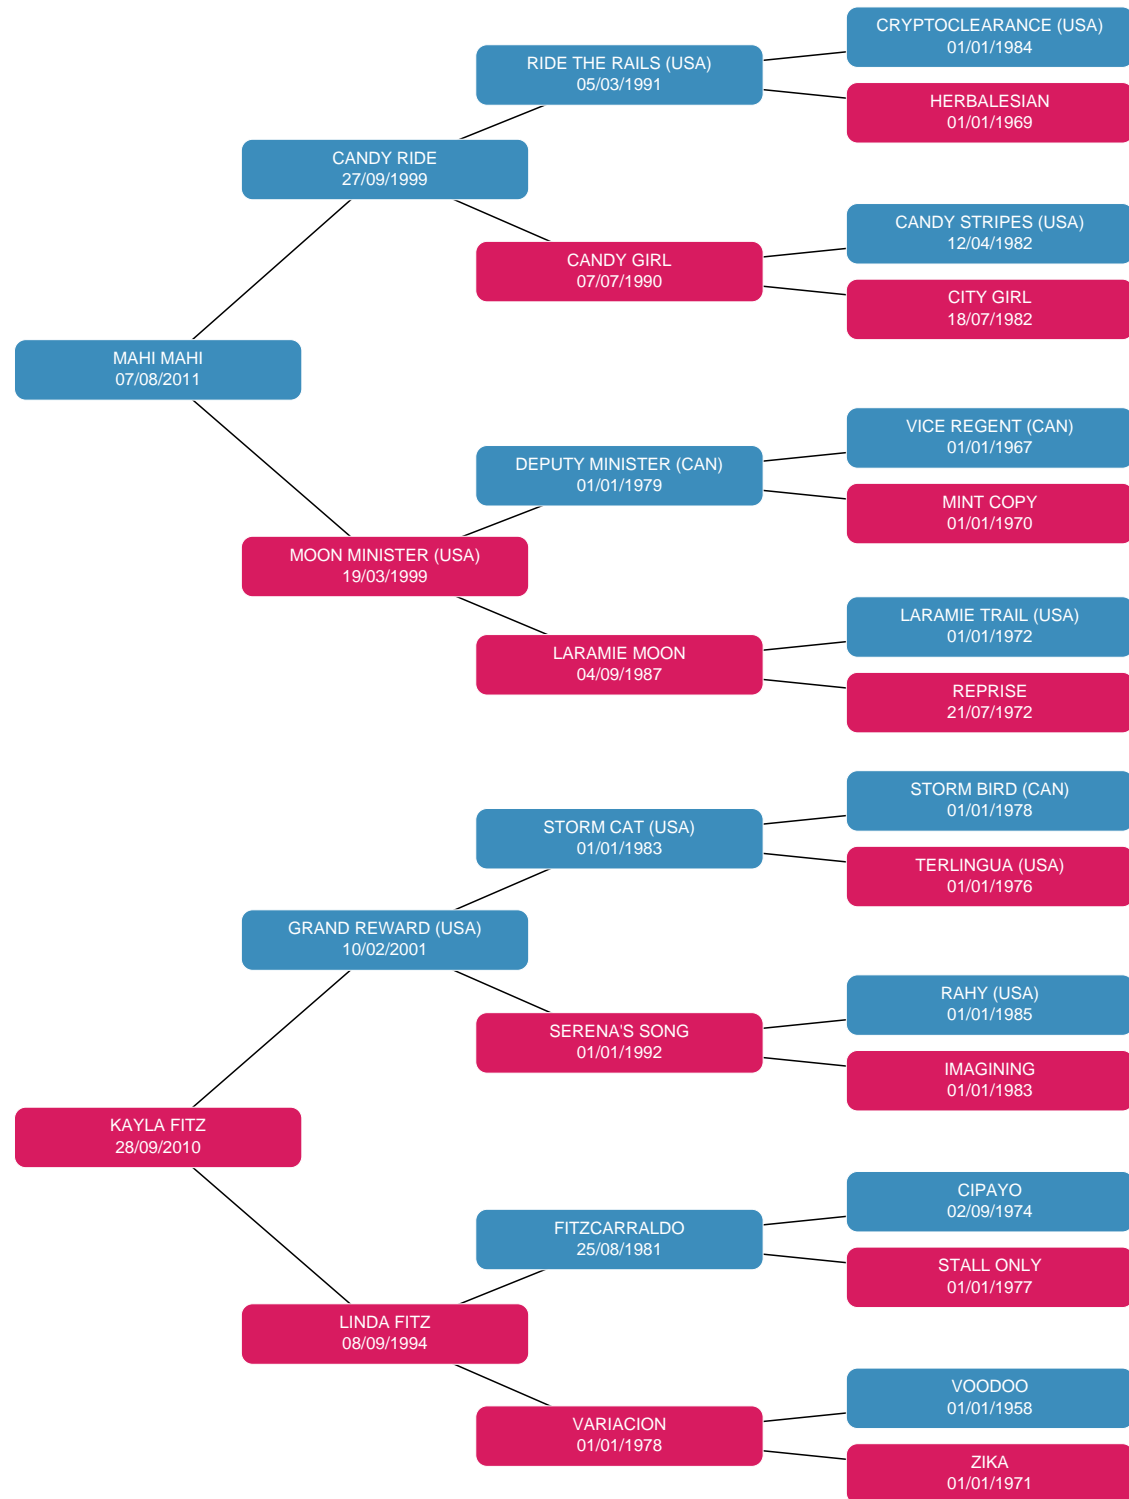 CRYPTOCLEARANCE (USA)
01/01/1984
RIDE THE RAILS (USA)
05/03/1991
HERBALESIAN
01/01/1969
CANDY RIDE
27/09/1999
CANDY STRIPES (USA)
12/04/1982
CANDY GIRL
07/07/1990
CITY GIRL
18/07/1982
MAHI MAHI
07/08/2011
VICE REGENT (CAN)
01/01/1967
DEPUTY MINISTER (CAN)
01/01/1979
MINT COPY
01/01/1970
MOON MINISTER (USA)
19/03/1999
LARAMIE TRAIL (USA)
01/01/1972
LARAMIE MOON
04/09/1987
REPRISE
21/07/1972
STORM BIRD (CAN)
01/01/1978
STORM CAT (USA)
01/01/1983
TERLINGUA (USA)
01/01/1976
GRAND REWARD (USA)
10/02/2001
RAHY (USA)
01/01/1985
SERENA'S SONG
01/01/1992
IMAGINING
01/01/1983
KAYLA FITZ
28/09/2010
CIPAYO
02/09/1974
FITZCARRALDO
25/08/1981
STALL ONLY
01/01/1977
LINDA FITZ
08/09/1994
VOODOO
01/01/1958
VARIACION
01/01/1978
ZIKA
01/01/1971